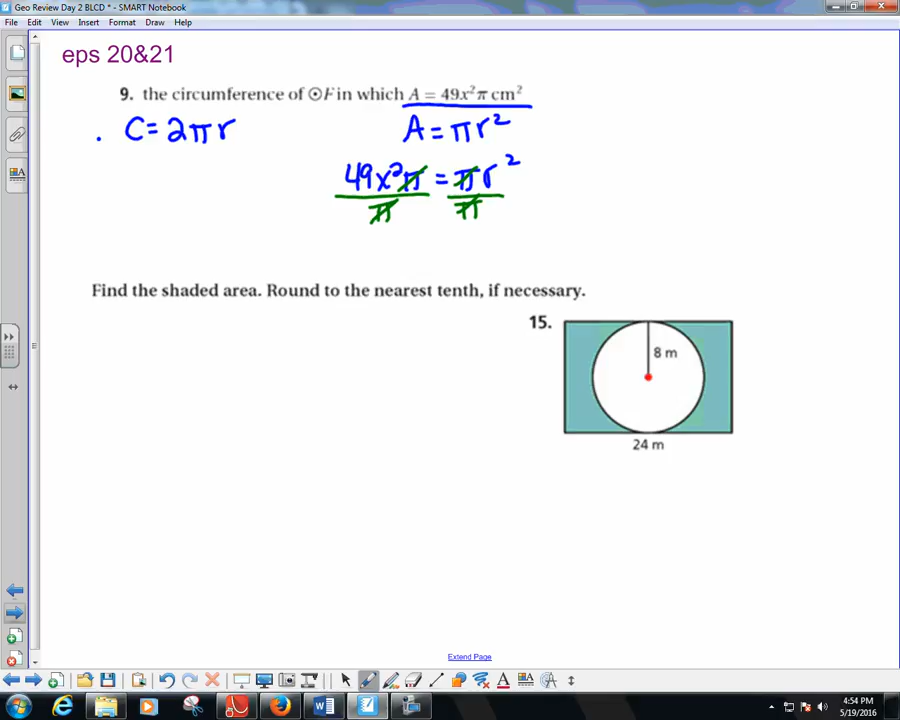 Geo Review Day 2 BLCD * - SMART Notebook
File Edit View Insert Format Draw Help
eps 20&21
9. the circumference of ⊙F in which A = 49x²π cm²
. C = 2πr A = πr²
49x²π = πr²
π π
Find the shaded area. Round to the nearest tenth, if necessary.
15.
8 m
24 m
Extend Page
4:54 PM
5/19/2016